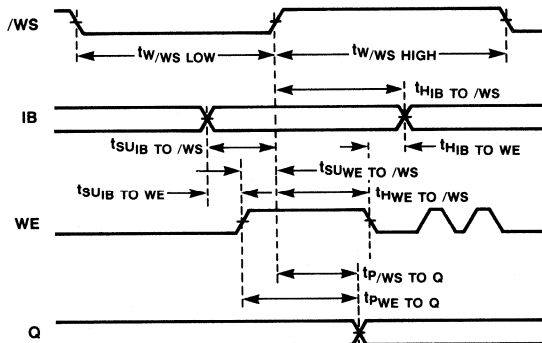 /WS
tW/WS LOW
tW/WS HIGH
tHIB TO /WS
IB
tSUIB TO /WS
tHIB TO WE
tSUWE TO /WS
tSUIB TO WE
tHWE TO /WS
WE
tP/WS TO Q
tPWE TO Q
Q